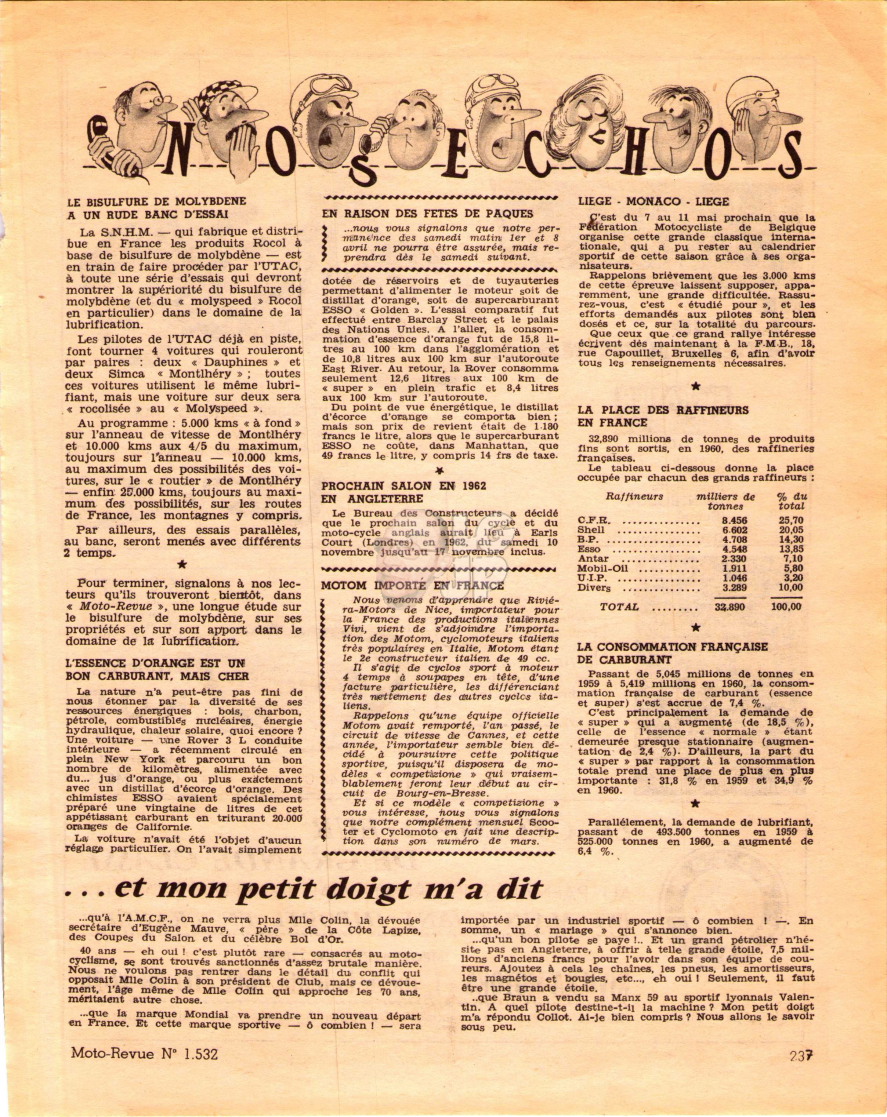 NOS ECHOS
LE BISULFURE DE MOLYBDENE
A UN RUDE BANC D'ESSAI
La S.N.H.M. — qui fabrique et distri-
bue en France les produits Rocol à
base de bisulfure de molybdène — est
en train de faire procéder par l'UTAC,
à toute une série d'essais qui devront
montrer la supériorité du bisulfure de
molybdène (et du « molyspeed » Rocol
en particulier) dans le domaine de la
lubrification.
Les pilotes de l'UTAC déjà en piste,
font tourner 4 voitures qui rouleront
par paires : deux « Dauphines » et
deux Simca « Montlhéry » ; toutes
ces voitures utilisent le même lubri-
fiant, mais une voiture sur deux sera
« rocolisée » au « Molyspeed ».
Au programme : 5.000 kms « à fond »
sur l'anneau de vitesse de Montlhéry
et 10.000 kms aux 4/5 du maximum,
toujours sur l'anneau — 10.000 kms,
au maximum des possibilités des voi-
tures, sur le « routier » de Montlhéry
— enfin 25.000 kms, toujours au maxi-
mum des possibilités, sur les routes
de France, les montagnes y compris.
Par ailleurs, des essais parallèles,
au banc, seront menés avec différents
2 temps.
★
Pour terminer, signalons à nos lec-
teurs qu'ils trouveront bientôt, dans
« Moto-Revue », une longue étude sur
le bisulfure de molybdène, sur ses
propriétés et sur son apport dans le
domaine de la lubrification.
L'ESSENCE D'ORANGE EST UN
BON CARBURANT, MAIS CHER
La nature n'a peut-être pas fini de
nous étonner par la diversité de ses
ressources énergiques : bois, charbon,
pétrole, combustibles nucléaires, énergie
hydraulique, chaleur solaire, quoi encore ?
Une voiture — une Rover 3 L conduite
intérieure — a récemment circulé en
plein New York et parcouru un bon
nombre de kilomètres, alimentée avec
du... jus d'orange, ou plus exactement
avec un distillat d'écorce d'orange. Des
chimistes ESSO avaient spécialement
préparé une vingtaine de litres de cet
appétissant carburant en triturant 20.000
oranges de Californie.
La voiture n'avait été l'objet d'aucun
réglage particulier. On l'avait simplement
EN RAISON DES FETES DE PAQUES
...nous vous signalons que notre per-
manence des samedi matin 1er et 8
avril ne pourra être assurée, mais re-
prendra dès le samedi suivant.
dotée de réservoirs et de tuyauteries
permettant d'alimenter le moteur soit de
distillat d'orange, soit de supercarburant
ESSO « Golden ». L'essai comparatif fut
effectué entre Barclay Street et le palais
des Nations Unies. A l'aller, la consom-
mation d'essence d'orange fut de 15,8 li-
tres au 100 km dans l'agglomération et
de 10,8 litres aux 100 km sur l'autoroute
East River. Au retour, la Rover consomma
seulement 12,6 litres aux 100 km de
« super » en plein trafic et 8,4 litres
aux 100 km sur l'autoroute.
Du point de vue énergétique, le distillat
d'écorce d'orange se comporta bien ;
mais son prix de revient était de 1.180
francs le litre, alors que le supercarburant
ESSO ne coûte, dans Manhattan, que
49 francs le litre, y compris 14 frs de taxe.
★
PROCHAIN SALON EN 1962
EN ANGLETERRE
Le Bureau des Constructeurs a décidé
que le prochain salon du cycle et du
moto-cycle anglais aurait lieu à Earls
Court (Londres) en 1962, du samedi 10
novembre jusqu'au 17 novembre inclus.
MOTOM IMPORTE EN FRANCE
Nous venons d'apprendre que Rivié-
ra-Motors de Nice, importateur pour
la France des productions italiennes
Vivi, vient de s'adjoindre l'importa-
tion des Motom, cyclomoteurs italiens
très populaires en Italie, Motom étant
le 2e constructeur italien de 49 cc.
Il s'agit de cyclos sport à moteur
4 temps à soupapes en tête, d'une
facture particulière, les différenciant
très nettement des autres cyclos ita-
liens.
Rappelons qu'une équipe officielle
Motom avait remporté, l'an passé, le
circuit de vitesse de Cannes, et cette
année, l'importateur semble bien dé-
cidé à poursuivre cette politique
sportive, puisqu'il disposera de mo-
dèles « competizione » qui vraisem-
blablement feront leur début au cir-
cuit de Bourg-en-Bresse.
Et si ce modèle « competizione »
vous intéresse, nous vous signalons
que notre complément mensuel Scoo-
ter et Cyclomoto en fait une descrip-
tion dans son numéro de mars.
LIEGE - MONACO - LIEGE
C'est du 7 au 11 mai prochain que la
Fédération Motocycliste de Belgique
organise cette grande classique interna-
tionale, qui a pu rester au calendrier
sportif de cette saison grâce à ses orga-
nisateurs.
Rappelons brièvement que les 3.000 kms
de cette épreuve laissent supposer, appa-
remment, une grande difficultée. Rassu-
rez-vous, c'est « étudié pour », et les
efforts demandés aux pilotes sont bien
dosés et ce, sur la totalité du parcours.
Que ceux que ce grand rallye intéresse
écrivent dès maintenant à la F.M.B., 18,
rue Capouillet, Bruxelles 6, afin d'avoir
tous les renseignements nécessaires.
★
LA PLACE DES RAFFINEURS
EN FRANCE
32,890 millions de tonnes de produits
fins sont sortis, en 1960, des raffineries
françaises.
Le tableau ci-dessous donne la place
occupée par chacun des grands raffineurs :
Raffineurs milliers de % du
tonnes total
C.F.R. ................ 8.456 25,70
Shell ................ 6.602 20,05
B.P. ................ 4.708 14,30
Esso ................ 4.548 13,85
Antar ................ 2.330 7,10
Mobil-Oil ............. 1.911 5,80
U.I.P. ................ 1.046 3,20
Divers ................ 3.289 10,00
TOTAL ......... 32.890 100,00
★
LA CONSOMMATION FRANÇAISE
DE CARBURANT
Passant de 5,045 millions de tonnes en
1959 à 5,419 millions en 1960, la consom-
mation française de carburant (essence
et super) s'est accrue de 7,4 %.
C'est principalement la demande de
« super » qui a augmenté (de 18,5 %),
celle de l'essence « normale » étant
demeurée presque stationnaire (augmen-
tation de 2,4 %). D'ailleurs, la part du
« super » par rapport à la consommation
totale prend une place de plus en plus
importante : 31,8 % en 1959 et 34,9 %
en 1960.
★
Parallèlement, la demande de lubrifiant,
passant de 493.500 tonnes en 1959 à
525.000 tonnes en 1960, a augmenté de
6,4 %.
... et mon petit doigt m'a dit
...qu'à l'A.M.C.F., on ne verra plus Mlle Colin, la dévouée
secrétaire d'Eugène Mauve, « père » de la Côte Lapize,
des Coupes du Salon et du célèbre Bol d'Or.
40 ans — eh oui ! c'est plutôt rare — consacrés au moto-
cyclisme, se sont trouvés sanctionnés d'assez brutale manière.
Nous ne voulons pas rentrer dans le détail du conflit qui
opposait Mlle Colin à son président de Club, mais ce dévoue-
ment, l'âge même de Mlle Colin qui approche les 70 ans,
méritaient autre chose.
...que la marque Mondial va prendre un nouveau départ
en France. Et cette marque sportive — ô combien ! — sera
importée par un industriel sportif — ô combien ! —. En
somme, un « mariage » qui s'annonce bien.
...qu'un bon pilote se paye !.. Et un grand pétrolier n'hé-
site pas en Angleterre, à offrir à telle grande étoile, 7,5 mil-
lions d'anciens francs pour l'avoir dans son équipe de cou-
reurs. Ajoutez à cela les chaînes, les pneus, les amortisseurs,
les magnétos et bougies, etc..., eh oui ! Seulement, il faut
être une grande étoile.
..que Braun a vendu sa Manx 59 au sportif lyonnais Valen-
tin. A quel pilote destine-t-il la machine ? Mon petit doigt
m'a répondu Collot. Ai-je bien compris ? Nous allons le savoir
sous peu.
Moto-Revue N° 1.532
237